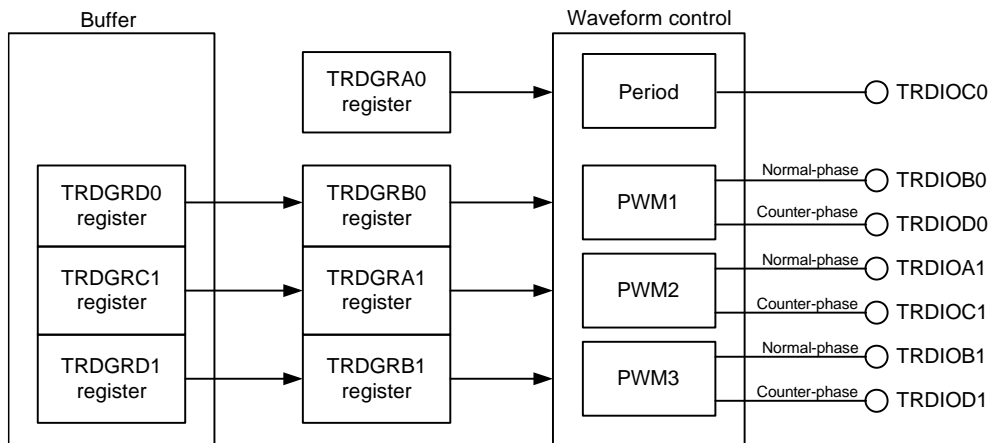 Buffer
Waveform control
TRDGRA0
register
Period
TRDIOC0
TRDGRD0
register
TRDGRB0
register
PWM1
Normal-phase
TRDIOB0
Counter-phase
TRDIOD0
TRDGRC1
register
TRDGRA1
register
PWM2
Normal-phase
TRDIOA1
Counter-phase
TRDIOC1
TRDGRD1
register
TRDGRB1
register
PWM3
Normal-phase
TRDIOB1
Counter-phase
TRDIOD1